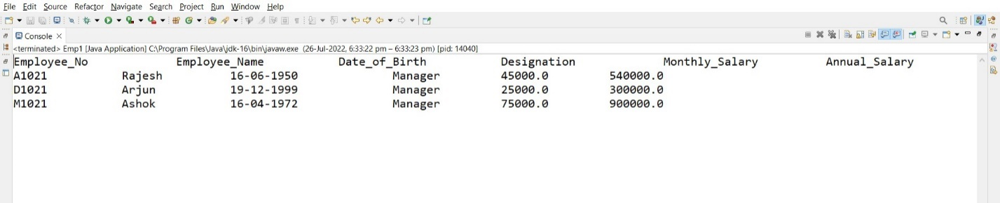 File Edit Source Refactor Navigate Search Project Run Window Help
Console
<terminated> Emp1 [Java Application] C:\Program Files\Java\jdk-16\bin\javaw.exe (26-Jul-2022, 6:33:22 pm – 6:33:23 pm) [pid: 14040]
Employee_No Employee_Name Date_of_Birth Designation Monthly_Salary Annual_Salary
A1021 Rajesh 16-06-1950 Manager 45000.0 540000.0
D1021 Arjun 19-12-1999 Manager 25000.0 300000.0
M1021 Ashok 16-04-1972 Manager 75000.0 900000.0